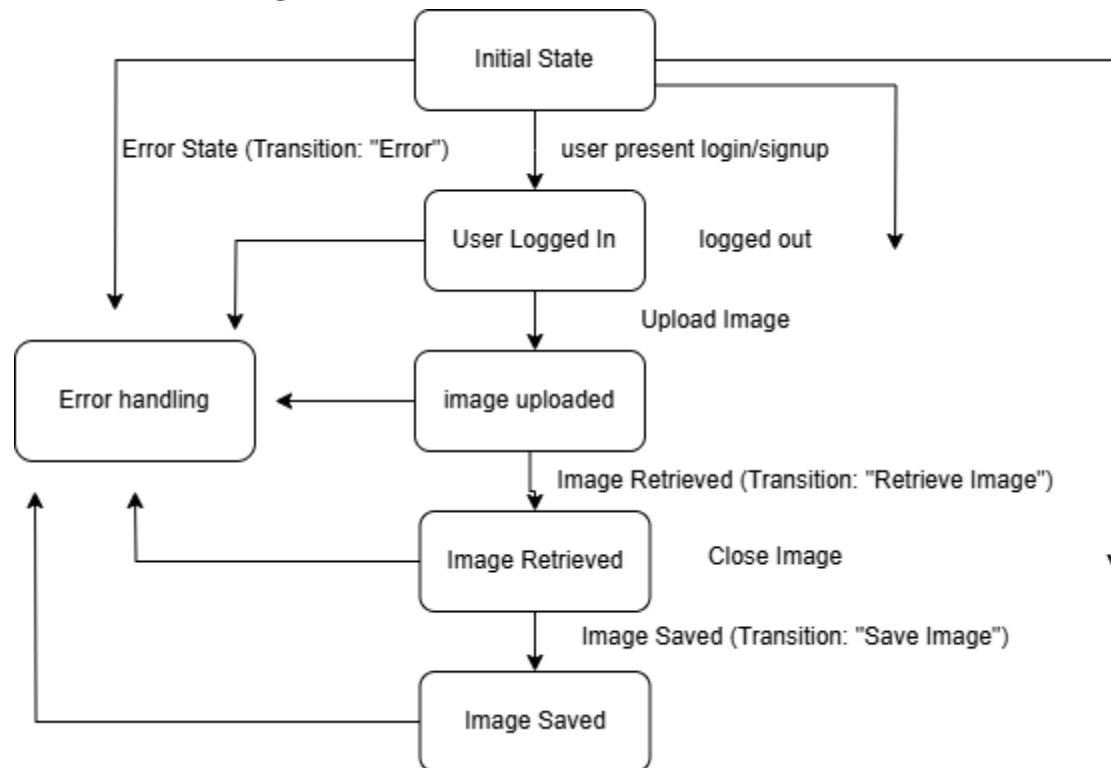 Initial State
Error State (Transition: "Error")
user present login/signup
User Logged In
logged out
Upload Image
Error handling
image uploaded
Image Retrieved (Transition: "Retrieve Image")
Image Retrieved
Close Image
Image Saved (Transition: "Save Image")
Image Saved